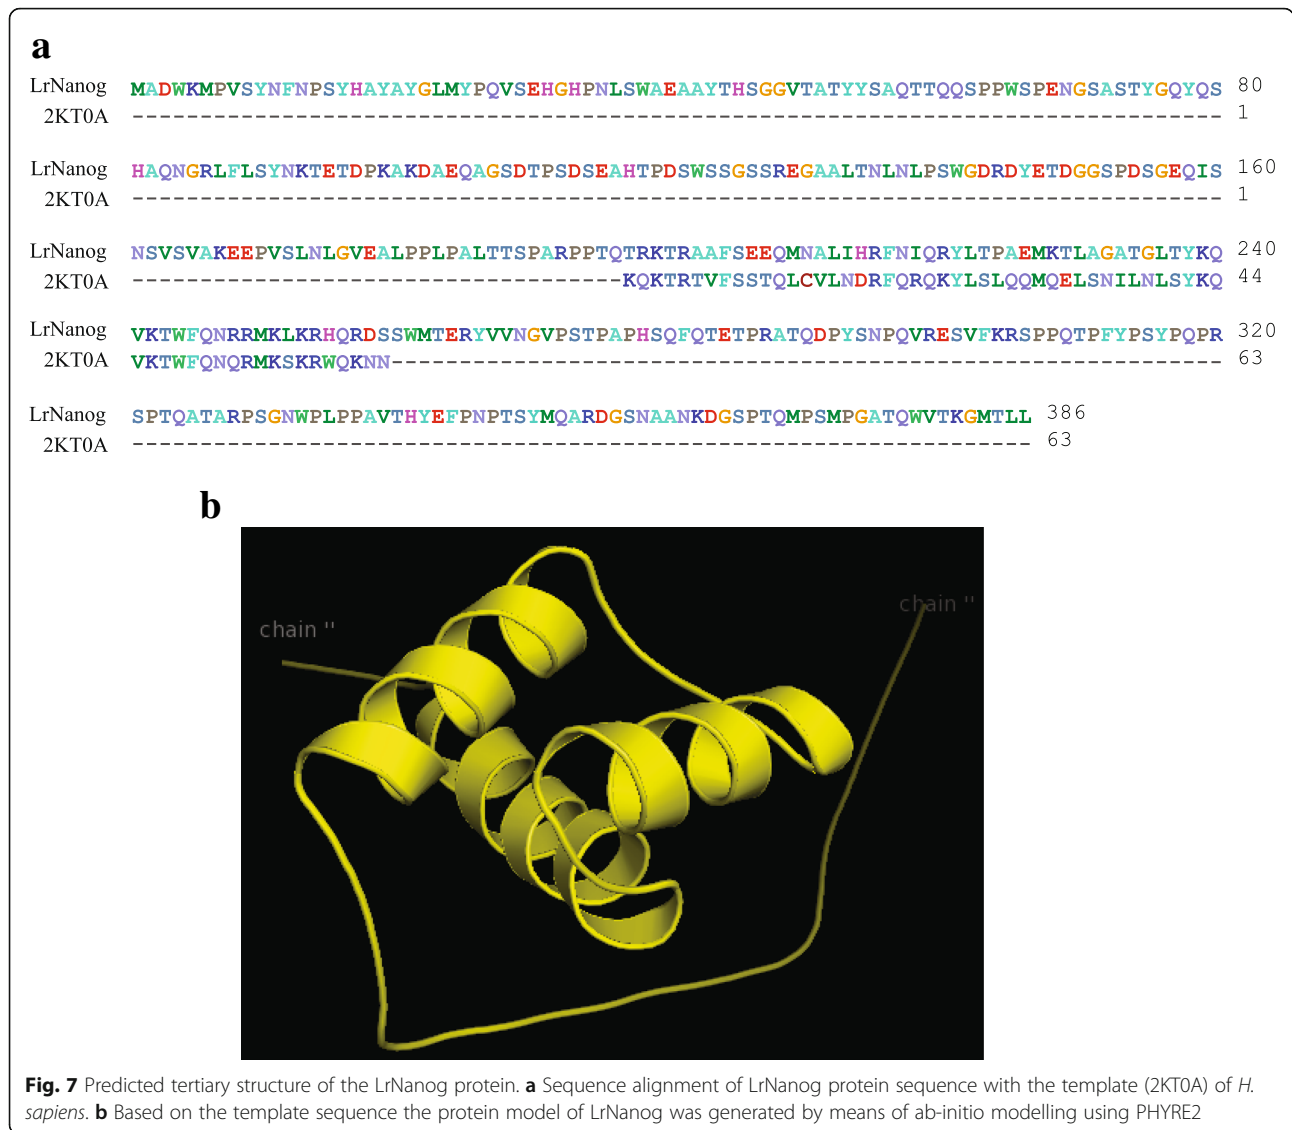 a
LrNanog MADWKMPVSYNFNPSYHAYAYGLMYPQVSEHGHPNLSWAEAAYTHSGGVTATYYSAQTTQQSPPWSPENGSASTYGQYQS 80
2KT0A -------------------------------------------------------------------------------- 1
LrNanog HAQNGRLFLSYNKTETDPKAKDAEQAGSDTPSDSEAHTPDSWSSGSSREGAALTNLNLPSWGDRDYETDGGSPDSGEQIS 160
2KT0A -------------------------------------------------------------------------------- 1
LrNanog NSVSVAKEEPVSLNLGVEALPPLPALTTSPARPPTQTRKTRAAFSEEQMNALIHRFNIQRYLTPAEMKTLAGATGLTYKQ 240
2KT0A ------------------------------------KQKTRTVFSSTQLCVLNDRFQRQKYLSLQQMQELSNILNLSYKQ 44
LrNanog VKTWFQNRRMKLKRHQRDSSWMTERYVVNGVPSTPAPHSQFQTETPRATQDPYSNPQVRESVFKRSPPQTPFYPSYPQPR 320
2KT0A VKTWFQNQRMKSKRWQKNN------------------------------------------------------------- 63
LrNanog SPTQATARPSGNWPLPPAVTHYEFPNPTSYMQARDGSNAANKDGSPTQMPSMPGATQWVTKGMTLL 386
2KT0A ------------------------------------------------------------------ 63
b
chain ''
chain ''
Fig. 7 Predicted tertiary structure of the LrNanog protein. a Sequence alignment of LrNanog protein sequence with the template (2KT0A) of H.
sapiens. b Based on the template sequence the protein model of LrNanog was generated by means of ab-initio modelling using PHYRE2